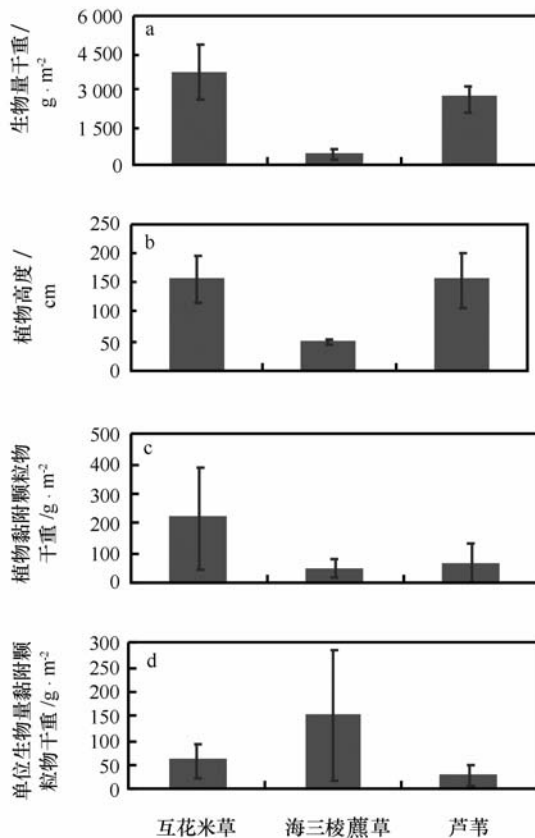 a
生物量干重/
g · m-2
6 000
4 500
3 000
1 500
0
b
植物高度/
cm
250
200
150
100
50
0
c
植物黏附颗粒物
干重/g · m-2
500
400
300
200
100
0
d
单位生物量黏附颗
粒物干重/g · m-2
300
250
200
150
100
50
0
互花米草 海三棱藨草 芦苇